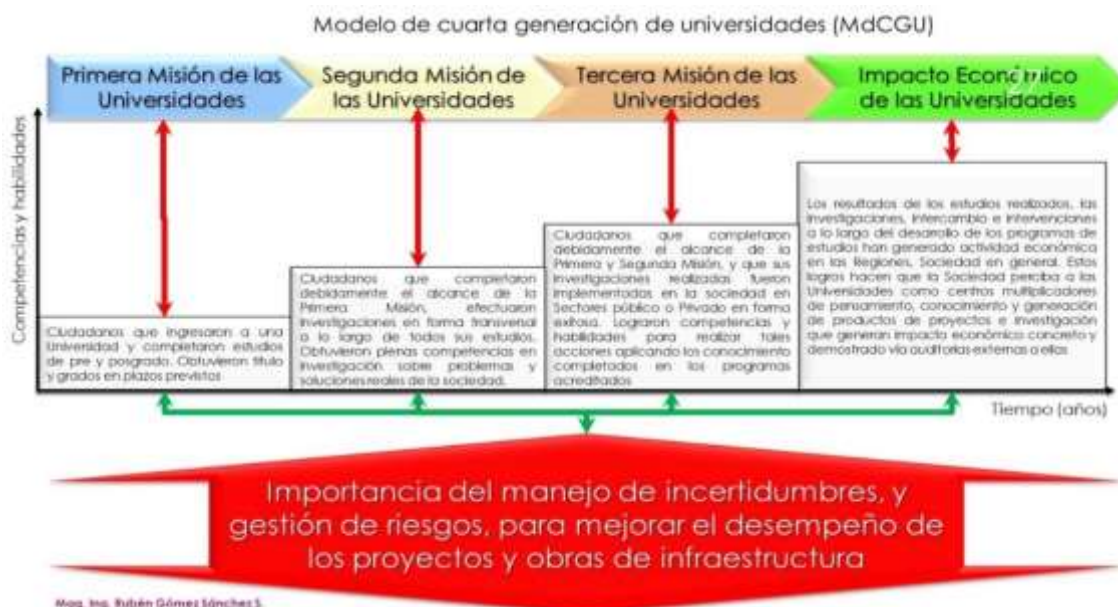 Modelo de cuarta generación de universidades (MdCGU)
Primera Misión de las
Universidades
Segunda Misión de
las Universidades
Tercera Misión de las
Universidades
Impacto Económico
de las Universidades
27
Competencias y habilidades
Ciudadanos que ingresaron a una
Universidad y completaron estudios
de pre y posgrado. Obtuvieron título
y grados en plazos previstos
Ciudadanos que completaron
debidamente el alcance de la
Primera Misión, efectuaron
investigaciones en forma transversal
a lo largo de todos sus estudios.
Obtuvieron plenas competencias en
investigación sobre problemas y
soluciones reales de la sociedad.
Ciudadanos que completaron
debidamente el alcance de la
Primera y Segunda Misión, y que sus
investigaciones realizadas fueron
implementadas en la sociedad en
Sectores público o Privado en forma
exitosa. Lograron competencias y
habilidades para realizar tales
acciones aplicando los conocimiento
completados en los programas
acreditados
Los resultados de los estudios realizados, las
investigaciones, intercambio e intervenciones
a lo largo del desarrollo de los programas de
estudios han generado actividad económica
en las Regiones, Sociedad en general. Estos
logros hacen que la Sociedad perciba a las
Universidades como centros multiplicadores
de pensamiento, conocimiento y generación
de productos de proyectos e investigación
que generan impacto económico concreto y
demostrado vía auditorías externas a ellas
Tiempo (años)
Importancia del manejo de incertidumbres, y
gestión de riesgos, para mejorar el desempeño de
los proyectos y obras de infraestructura
Mag. Ing. Rubén Gómez Sánchez S.